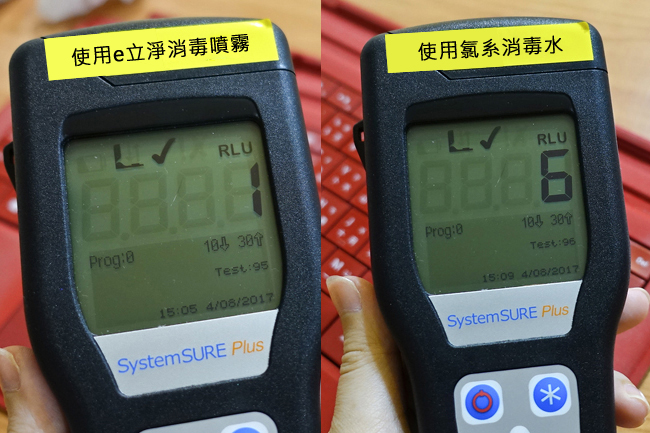 使用e立淨消毒噴霧
L ✓ RLU
1
Prog:0 10⇩ 30⇧
Test:95
15:05 4/08/2017
SystemSURE Plus
使用氯系消毒水
L ✓ RLU
6
Prog:0 10⇩ 30⇧
Test:96
15:09 4/08/2017
SystemSURE Plus